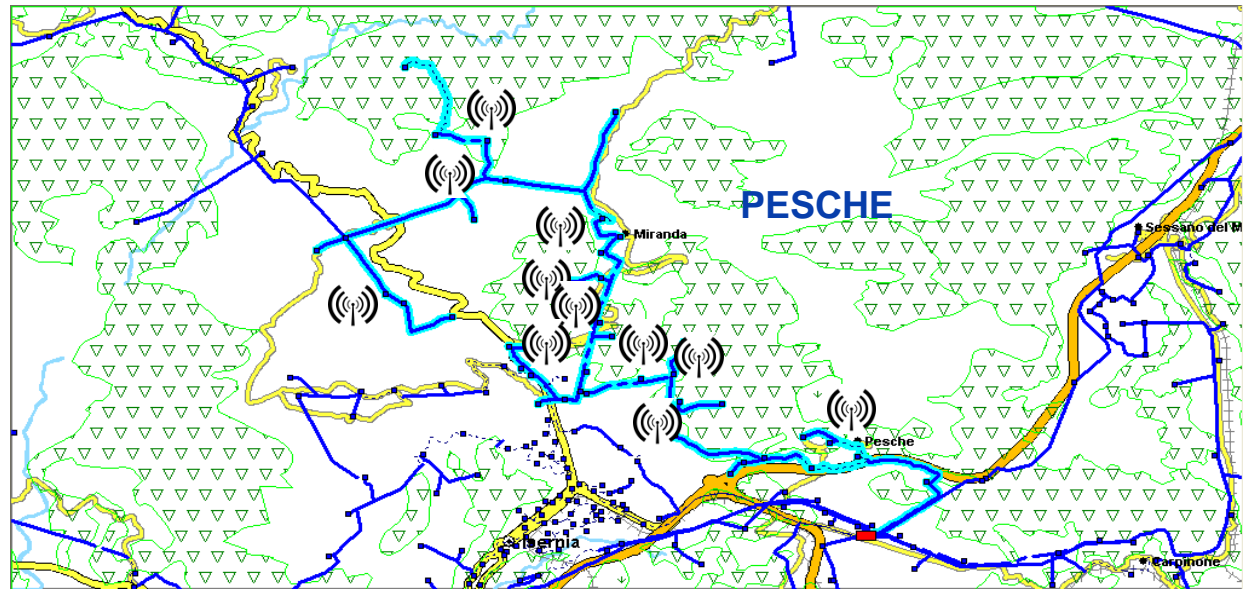 PESCHE
Miranda
Sessano del M
Pesche
Isernia
Carpinone